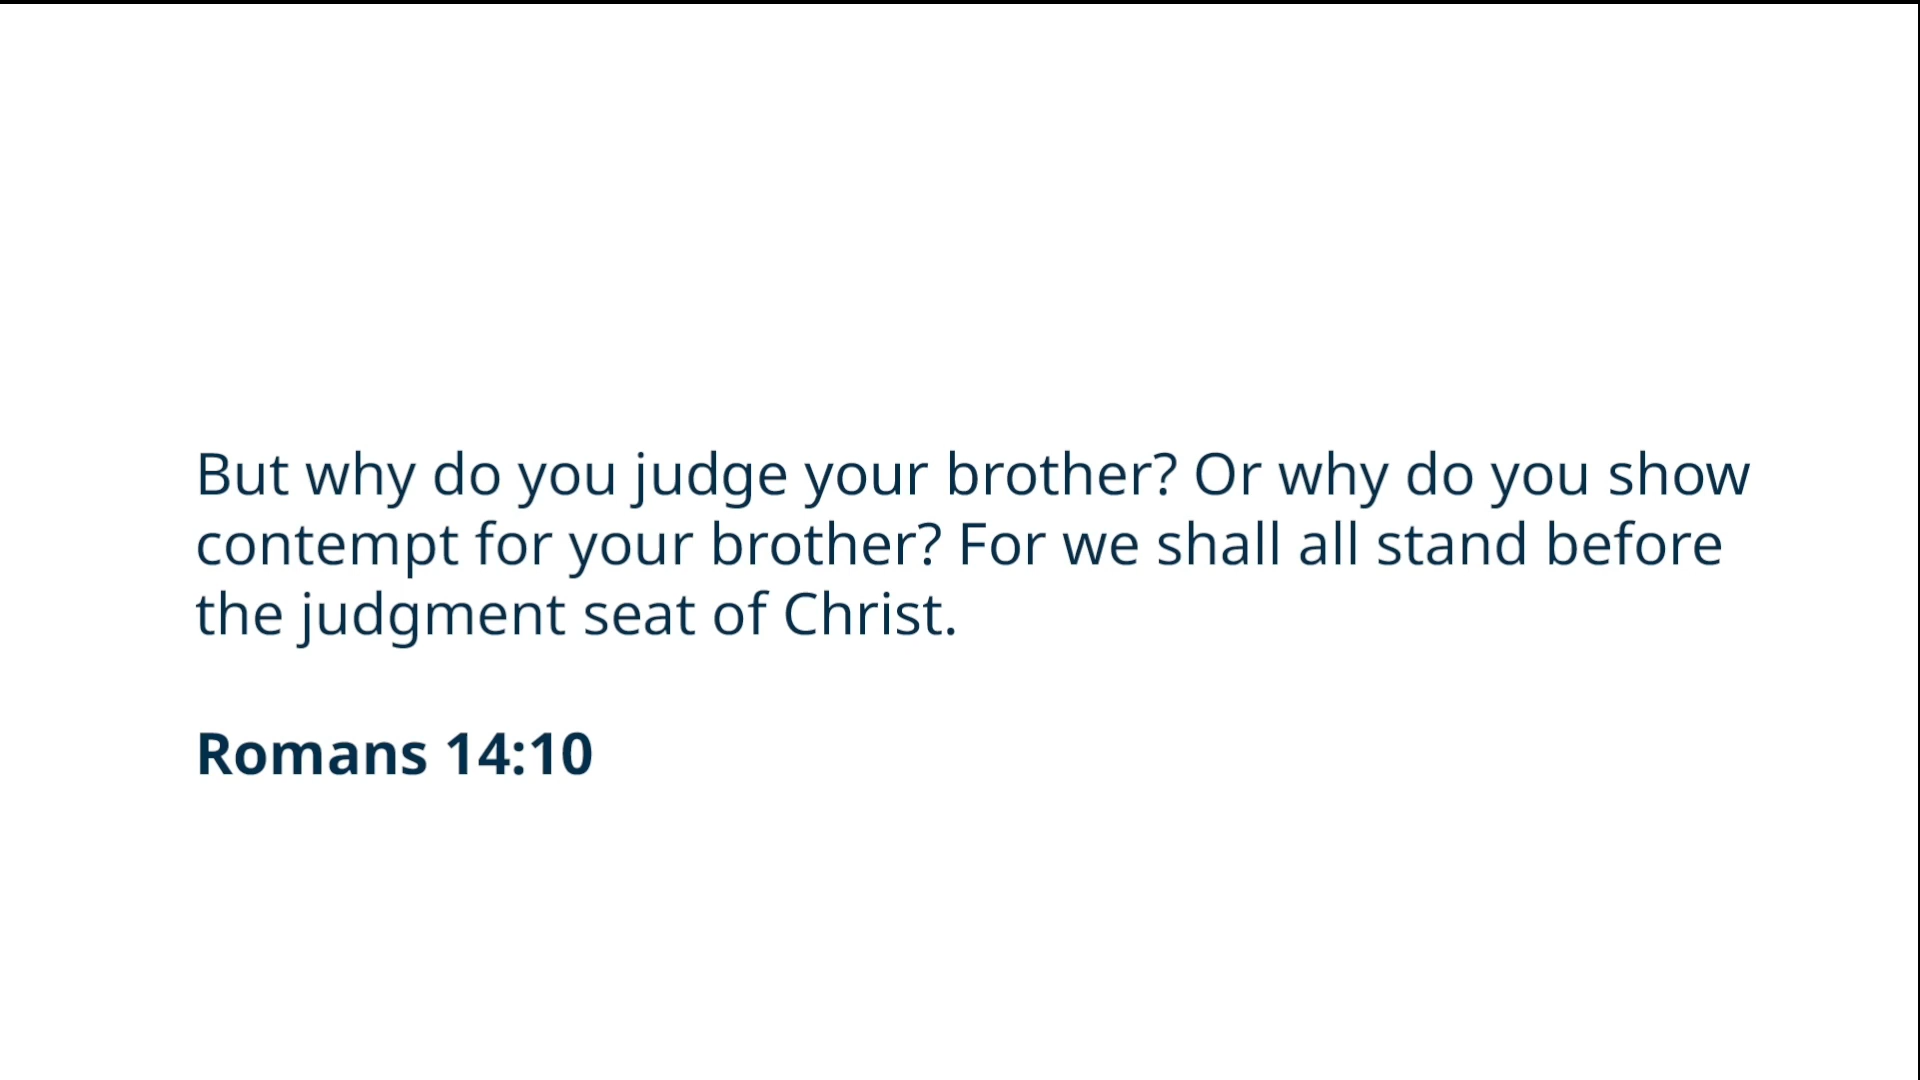 But why do you judge your brother? Or why do you show
contempt for your brother? For we shall all stand before
the judgment seat of Christ.
Romans 14:10